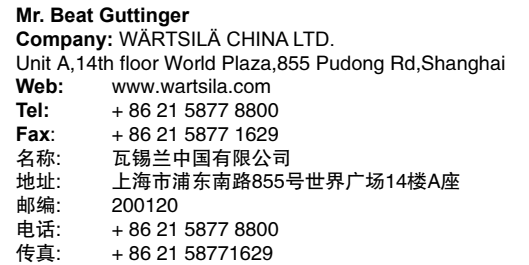 Mr. Beat Guttinger
Company: WÄRTSILÄ CHINA LTD.
Unit A,14th floor World Plaza,855 Pudong Rd,Shanghai
Web: www.wartsila.com
Tel: + 86 21 5877 8800
Fax: + 86 21 5877 1629
名称: 瓦锡兰中国有限公司
地址: 上海市浦东南路855号世界广场14楼A座
邮编: 200120
电话: + 86 21 5877 8800
传真: + 86 21 58771629